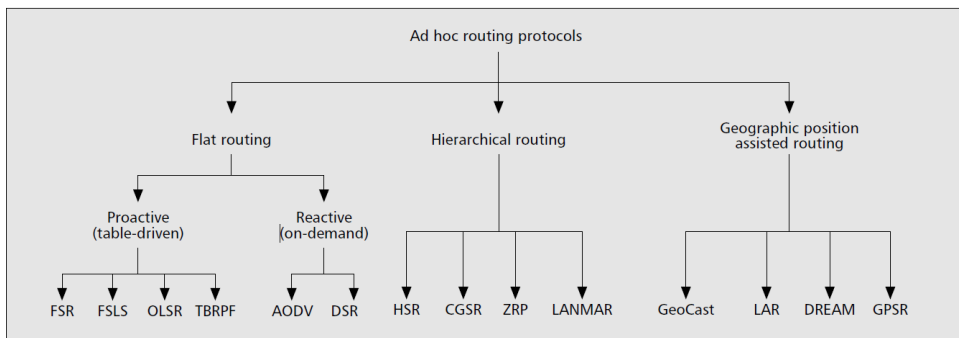 Ad hoc routing protocols
Flat routing
Hierarchical routing
Geographic position
assisted routing
Proactive
(table-driven)
Reactive
(on-demand)
FSR FSLS OLSR TBRPF AODV DSR HSR CGSR ZRP LANMAR GeoCast LAR DREAM GPSR